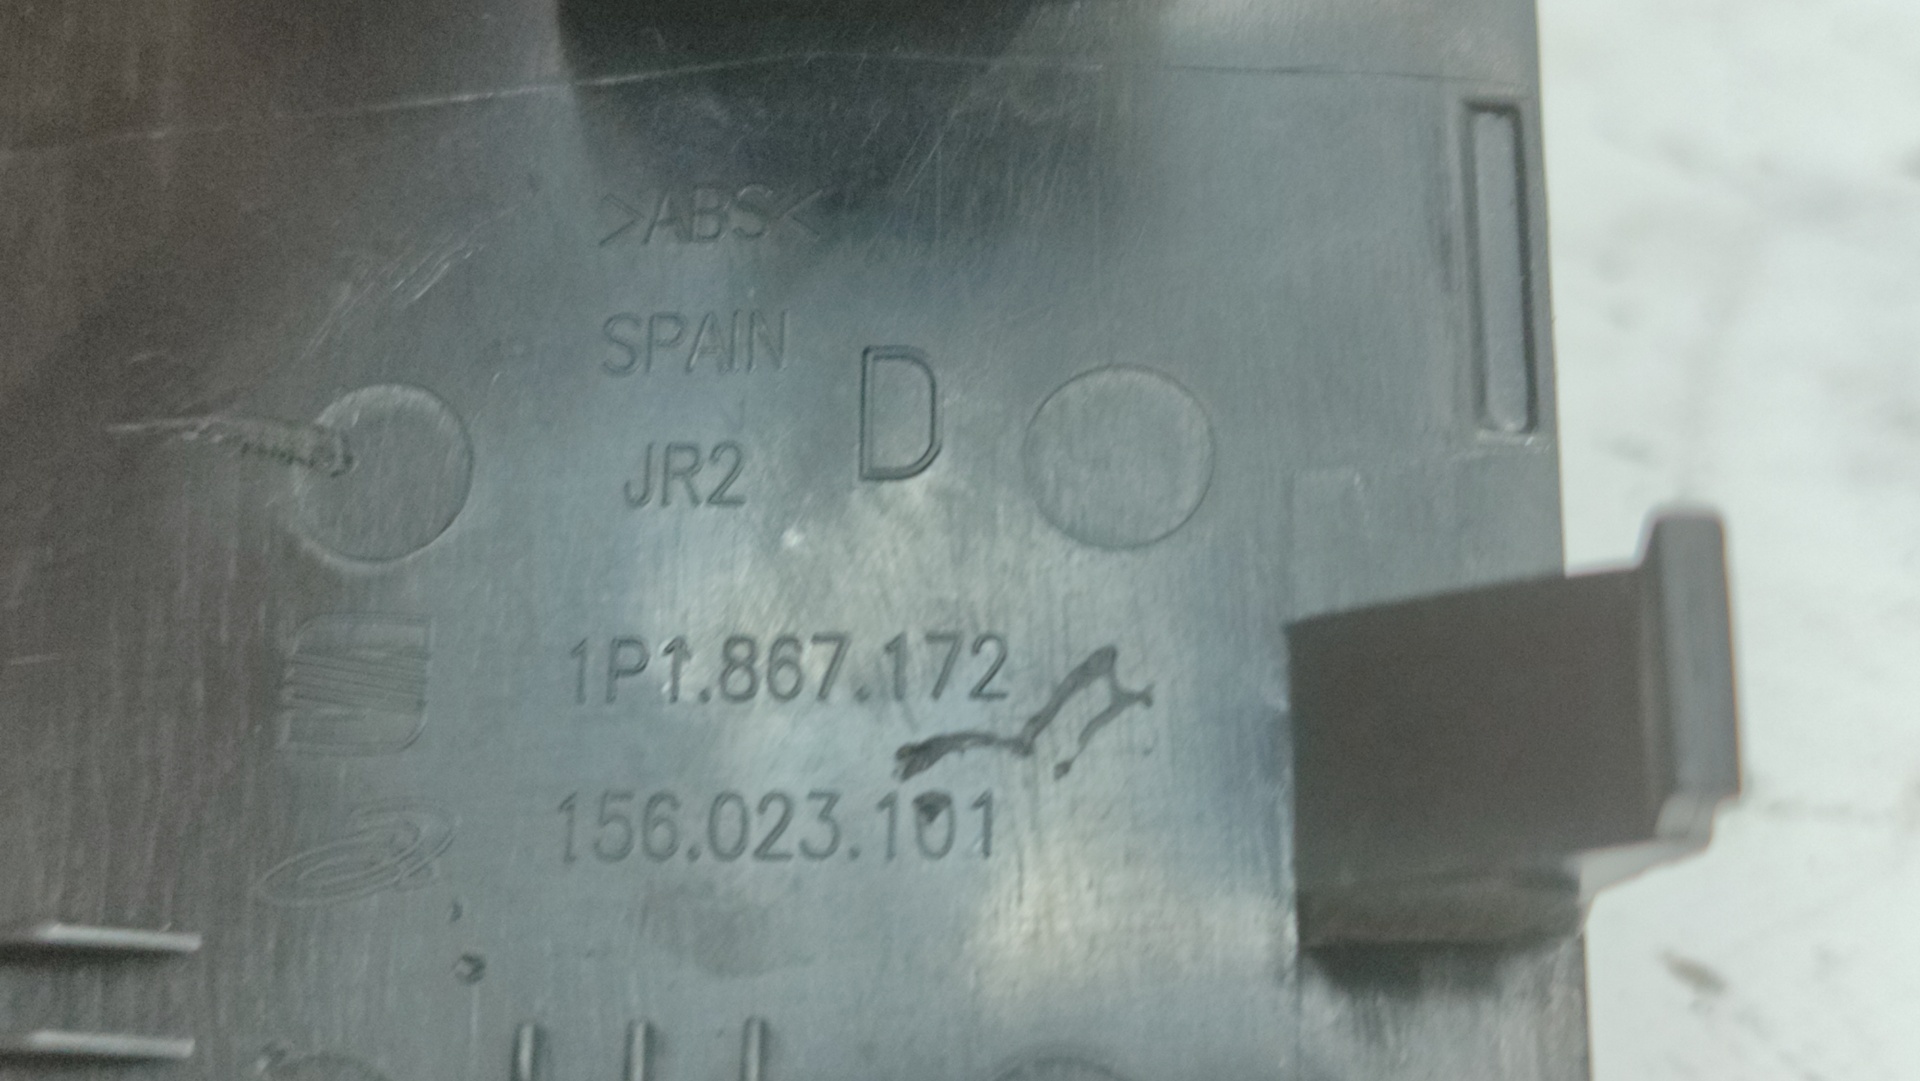 >ABS<
SPAIN
D
JR2
1P1.867.172
156.023.101